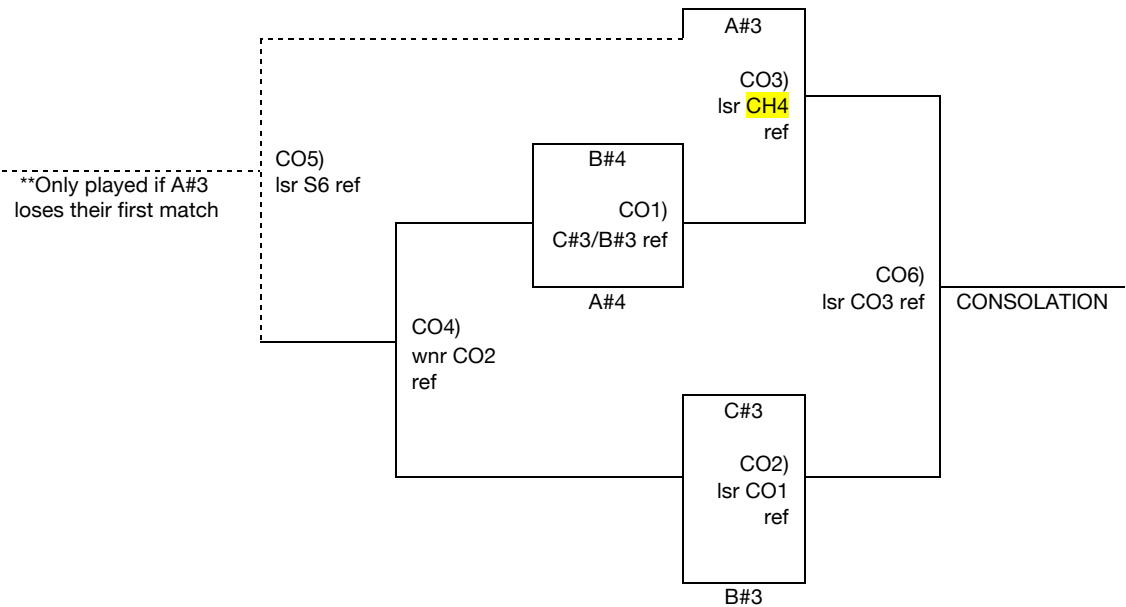 A#3
CO3)
lsr CH4
ref
CO5)
lsr S6 ref
**Only played if A#3
loses their first match
B#4
CO1)
C#3/B#3 ref
A#4
CO4)
wnr CO2
ref
CO6)
lsr CO3 ref
CONSOLATION
C#3
CO2)
lsr CO1
ref
B#3